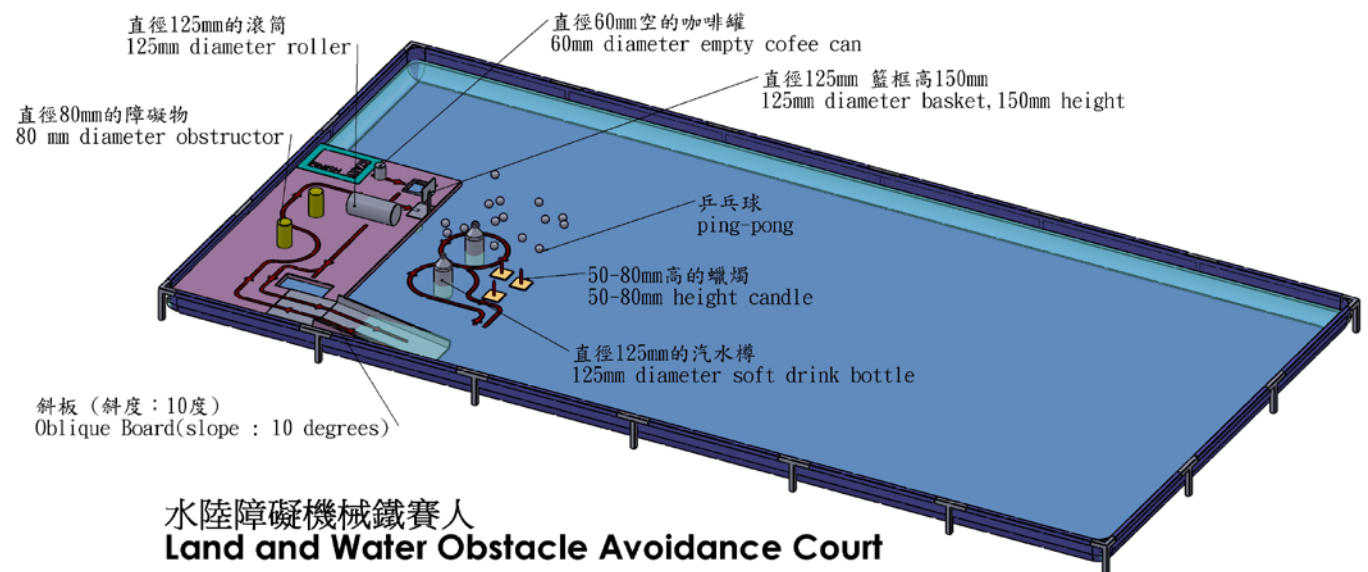 直徑125mm的滾筒
125mm diameter roller
直徑60mm空的咖啡罐
60mm diameter empty cofee can
直徑125mm 籃框高150mm
125mm diameter basket,150mm height
直徑80mm的障礙物
80 mm diameter obstructor
乒乓球
ping-pong
50-80mm高的蠟燭
50-80mm height candle
直徑125mm的汽水樽
125mm diameter soft drink bottle
斜板 (斜度：10度)
Oblique Board(slope : 10 degrees)
水陸障礙機械鐵賽人
Land and Water Obstacle Avoidance Court